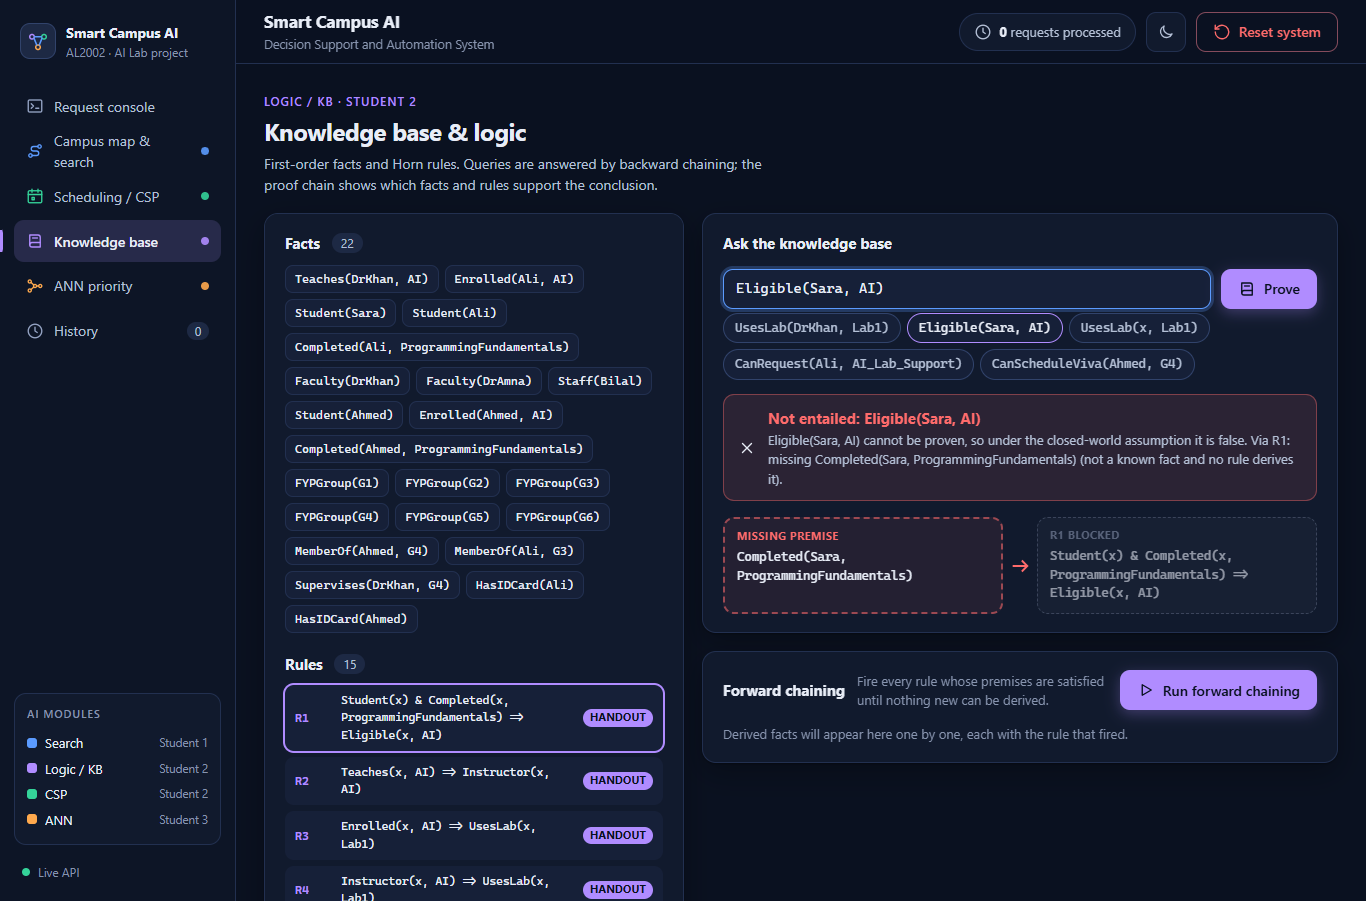 Smart Campus AI
AL2002 · AI Lab project
Request console
Campus map &
search
Scheduling / CSP
Knowledge base
ANN priority
History
0
AI MODULES
Search
Student 1
Logic / KB
Student 2
CSP
Student 2
ANN
Student 3
Live API
Smart Campus AI
Decision Support and Automation System
0 requests processed
Reset system
LOGIC / KB · STUDENT 2
Knowledge base & logic
First-order facts and Horn rules. Queries are answered by backward chaining; the
proof chain shows which facts and rules support the conclusion.
Facts
22
Teaches(DrKhan, AI)
Enrolled(Ali, AI)
Student(Sara)
Student(Ali)
Completed(Ali, ProgrammingFundamentals)
Faculty(DrKhan)
Faculty(DrAmna)
Staff(Bilal)
Student(Ahmed)
Enrolled(Ahmed, AI)
Completed(Ahmed, ProgrammingFundamentals)
FYPGroup(G1)
FYPGroup(G2)
FYPGroup(G3)
FYPGroup(G4)
FYPGroup(G5)
FYPGroup(G6)
MemberOf(Ahmed, G4)
MemberOf(Ali, G3)
Supervises(DrKhan, G4)
HasIDCard(Ali)
HasIDCard(Ahmed)
Rules
15
R1
Student(x) & Completed(x,
ProgrammingFundamentals) ⇒
Eligible(x, AI)
HANDOUT
R2
Teaches(x, AI) ⇒ Instructor(x,
AI)
HANDOUT
R3
Enrolled(x, AI) ⇒ UsesLab(x,
Lab1)
HANDOUT
R4
Instructor(x, AI) ⇒ UsesLab(x,
Lab1)
HANDOUT
Ask the knowledge base
Eligible(Sara, AI)
Prove
UsesLab(DrKhan, Lab1)
Eligible(Sara, AI)
UsesLab(x, Lab1)
CanRequest(Ali, AI_Lab_Support)
CanScheduleViva(Ahmed, G4)
Not entailed: Eligible(Sara, AI)
Eligible(Sara, AI) cannot be proven, so under the closed-world assumption it is false. Via R1:
missing Completed(Sara, ProgrammingFundamentals) (not a known fact and no rule derives
it).
MISSING PREMISE
Completed(Sara,
ProgrammingFundamentals)
R1 BLOCKED
Student(x) & Completed(x,
ProgrammingFundamentals) ⇒
Eligible(x, AI)
Forward chaining
Fire every rule whose premises are satisfied
until nothing new can be derived.
Run forward chaining
Derived facts will appear here one by one, each with the rule that fired.